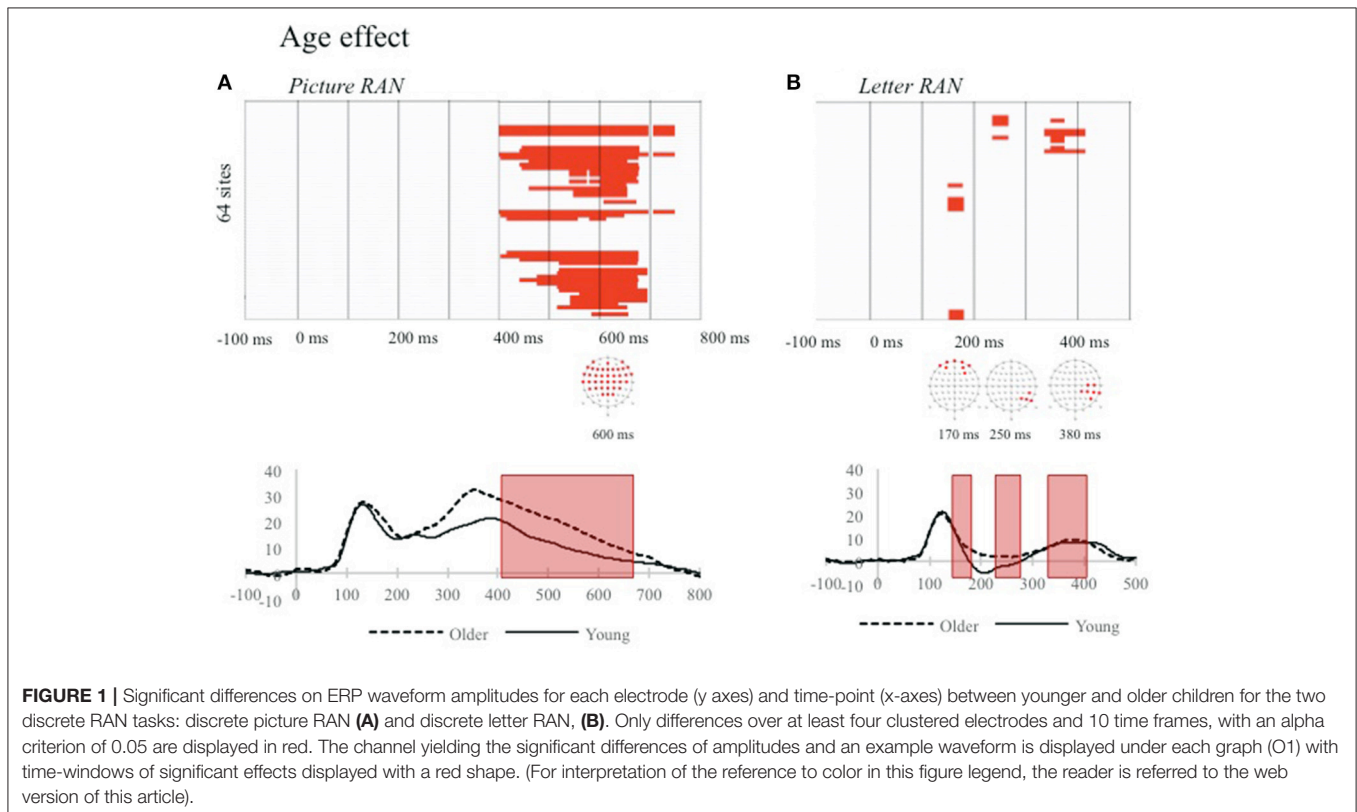 Age effect
A Picture RAN
B Letter RAN
64 sites
-100 ms 0 ms 200 ms 400 ms 600 ms 800 ms
-100 ms 0 ms 200 ms 400 ms
600 ms
170 ms 250 ms 380 ms
40
30
20
10
0
-10
-100 0 100 200 300 400 500 600 700 800
Older Young
40
30
20
10
0
-10
-100 0 100 200 300 400 500
Older Young
FIGURE 1 | Significant differences on ERP waveform amplitudes for each electrode (y axes) and time-point (x-axes) between younger and older children for the two
discrete RAN tasks: discrete picture RAN (A) and discrete letter RAN, (B). Only differences over at least four clustered electrodes and 10 time frames, with an alpha
criterion of 0.05 are displayed in red. The channel yielding the significant differences of amplitudes and an example waveform is displayed under each graph (O1) with
time-windows of significant effects displayed with a red shape. (For interpretation of the reference to color in this figure legend, the reader is referred to the web
version of this article).